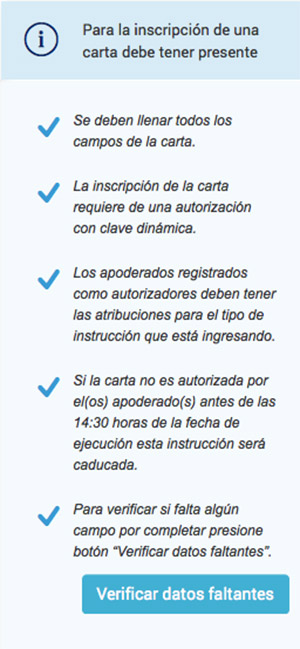 Para la inscripción de una
carta debe tener presente
Se deben llenar todos los
campos de la carta.
La inscripción de la carta
requiere de una autorización
con clave dinámica.
Los apoderados registrados
como autorizadores deben tener
las atribuciones para el tipo de
instrucción que está ingresando.
Si la carta no es autorizada por
el(os) apoderado(s) antes de las
14:30 horas de la fecha de
ejecución esta instrucción será
caducada.
Para verificar si falta algún
campo por completar presione
botón “Verificar datos faltantes”.
Verificar datos faltantes